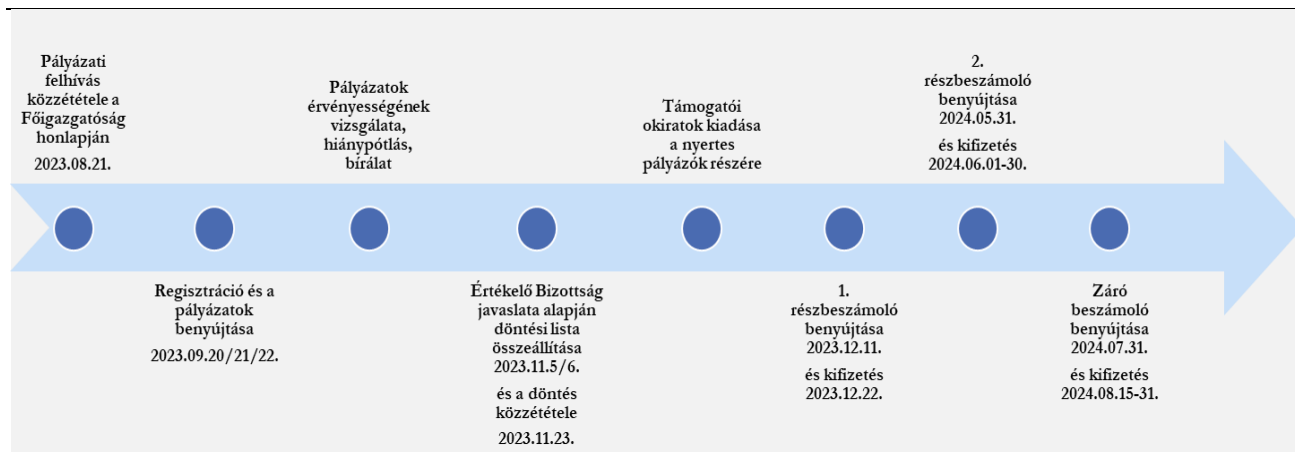 Pályázati
felhívás
közzététele a
Főigazgatóság
honlapján
2023.08.21.
Regisztráció és a
pályázatok
benyújtása
2023.09.20/21/22.
Pályázatok
érvényességének
vizsgálata,
hiánypótlás,
bírálat
Értékelő Bizottság
javaslata alapján
döntési lista
összeállítása
2023.11.5/6.
és a döntés
közzététele
2023.11.23.
Támogatói
okiratok kiadása
a nyertes
pályázók részére
1.
részbeszámoló
benyújtása
2023.12.11.
és kifizetés
2023.12.22.
2.
részbeszámoló
benyújtása
2024.05.31.
és kifizetés
2024.06.01-30.
Záró
beszámoló
benyújtása
2024.07.31.
és kifizetés
2024.08.15-31.